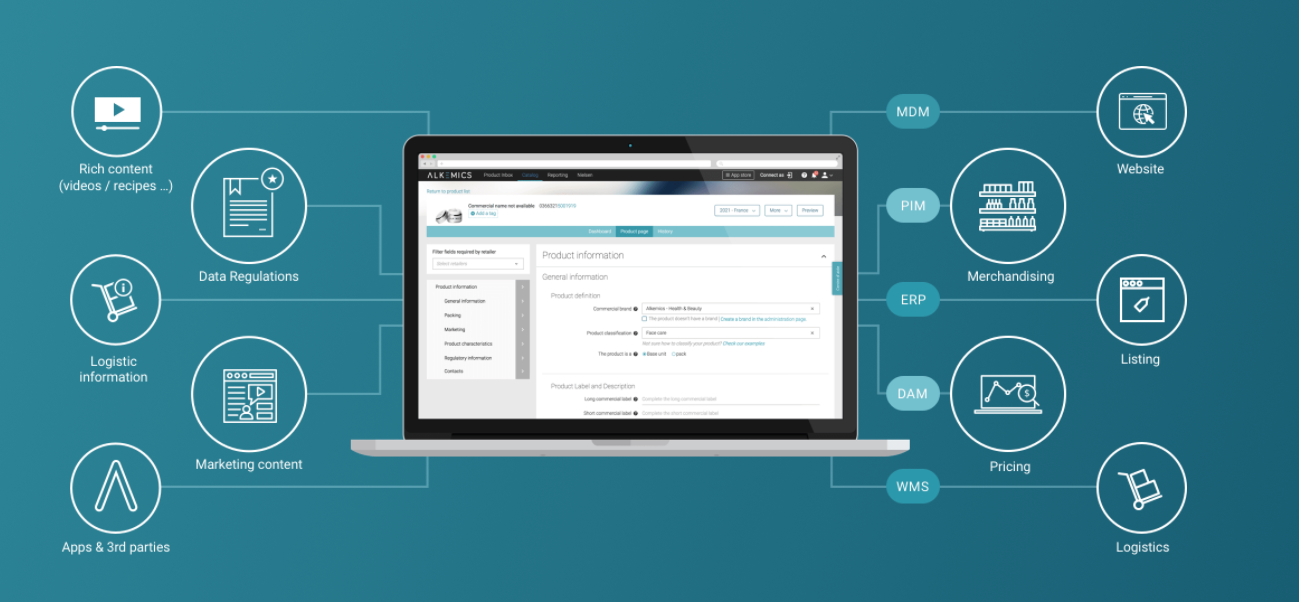 Rich content
(videos / recipes ...)
Data Regulations
Logistic
information
Marketing content
Apps & 3rd parties
ALKEMICS
Product inbox
Catalog
Reporting
Nielsen
App store
Connect as
Return to product list
Commercial name not available
Add a tag
2021 - France
More
Preview
Dashboard
Product page
History
Filter fields required by retailer
Select retailers
Product information
General information
Packing
Marketing
Product characteristics
Regulatory information
Contacts
Product information
General information
Product definition
Commercial brand
Alkemics - Health & Beauty
The product doesn't have a brand | Create a brand in the administration page.
Product classification
Face care
Not sure how to classify your product? Check our examples
The product is a
Base unit
pack
Product Label and Description
Long commercial label
Complete the long commercial label
Short commercial label
Complete the short commercial label
MDM
PIM
ERP
DAM
WMS
Website
Merchandising
Listing
Pricing
Logistics